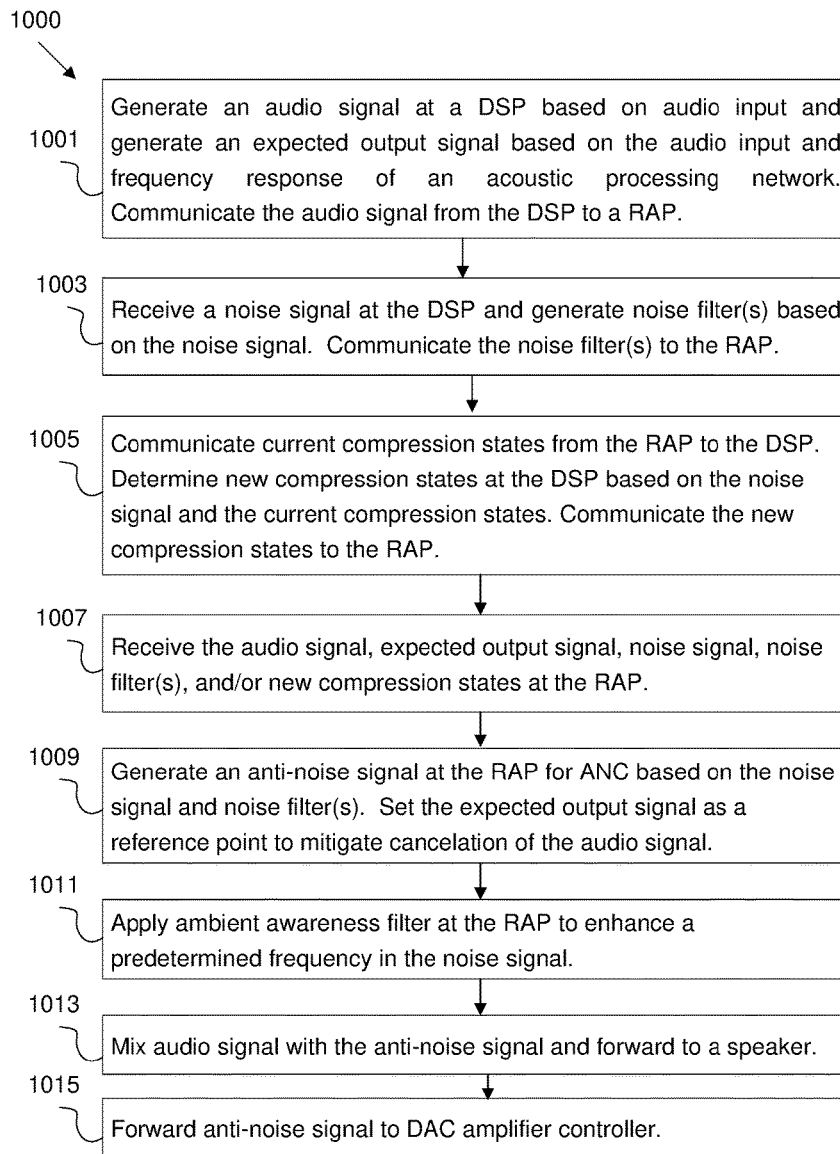 1000
1001
Generate an audio signal at a DSP based on audio input and
generate an expected output signal based on the audio input and
frequency response of an acoustic processing network.
Communicate the audio signal from the DSP to a RAP.
1003
Receive a noise signal at the DSP and generate noise filter(s) based
on the noise signal. Communicate the noise filter(s) to the RAP.
1005
Communicate current compression states from the RAP to the DSP.
Determine new compression states at the DSP based on the noise
signal and the current compression states. Communicate the new
compression states to the RAP.
1007
Receive the audio signal, expected output signal, noise signal, noise
filter(s), and/or new compression states at the RAP.
1009
Generate an anti-noise signal at the RAP for ANC based on the noise
signal and noise filter(s). Set the expected output signal as a
reference point to mitigate cancelation of the audio signal.
1011
Apply ambient awareness filter at the RAP to enhance a
predetermined frequency in the noise signal.
1013
Mix audio signal with the anti-noise signal and forward to a speaker.
1015
Forward anti-noise signal to DAC amplifier controller.